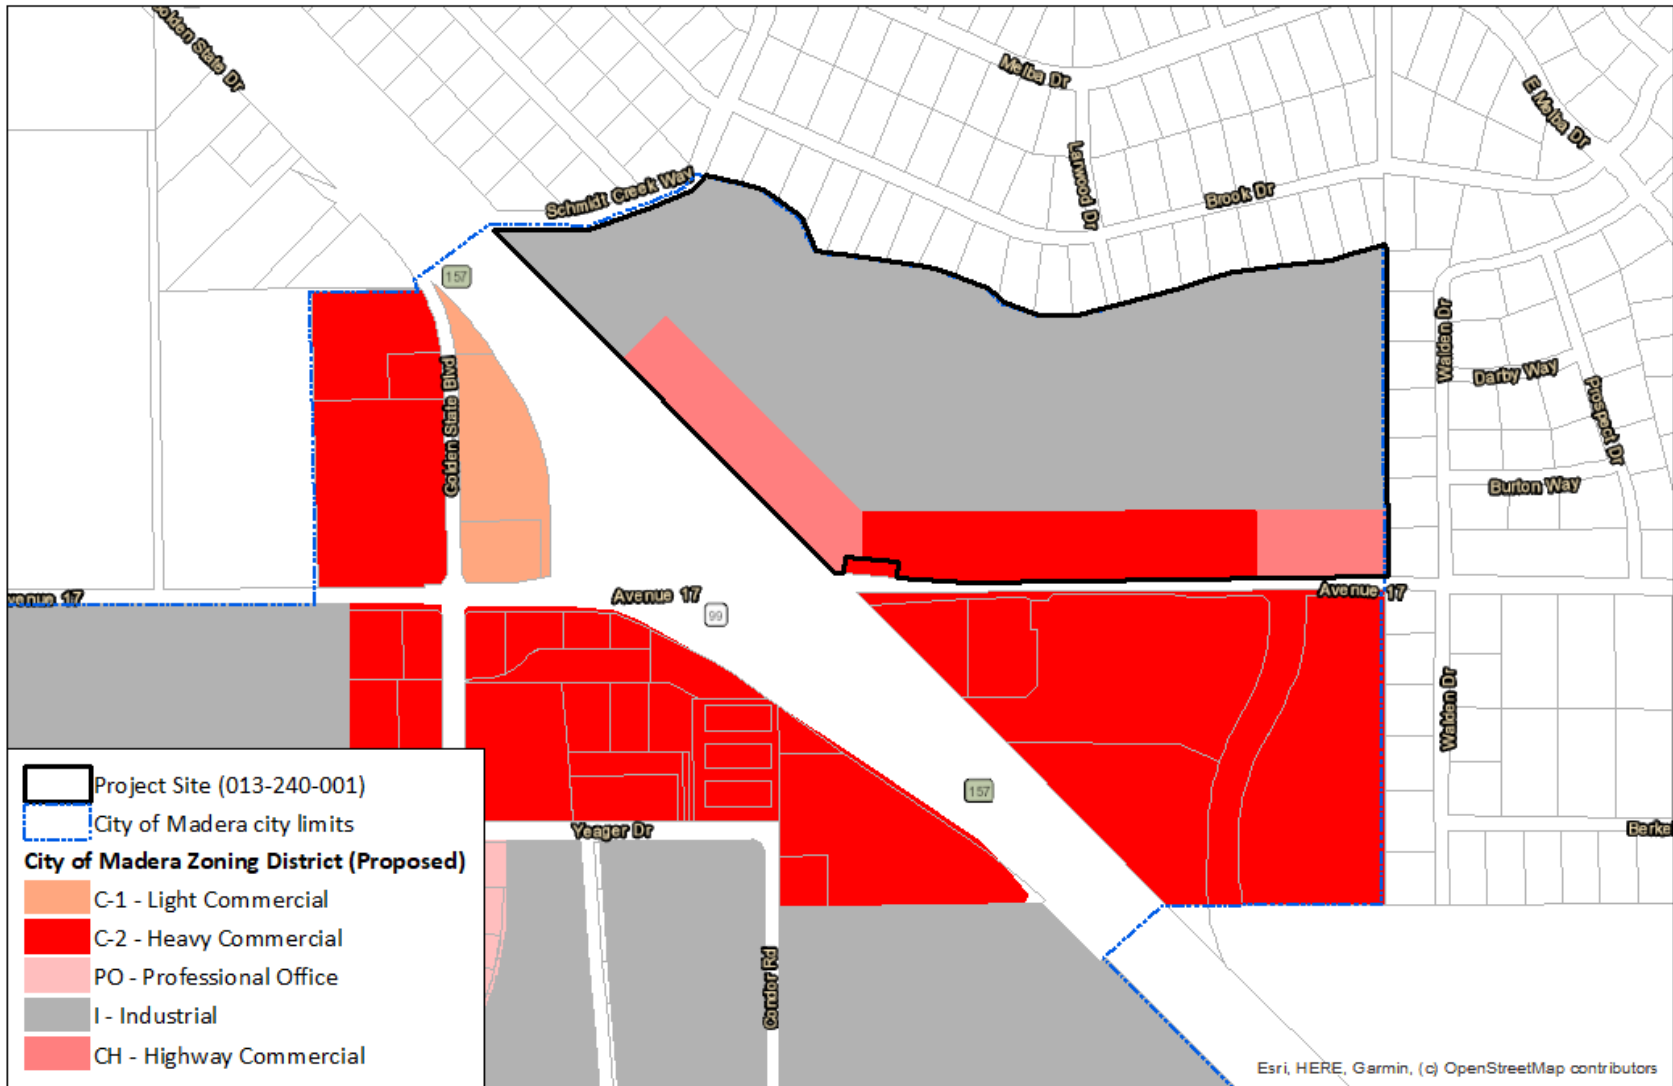 Golden State Dr
Melba Dr
E Melba Dr
Larwood Dr
Brook Dr
Schmidt Creek Way
157
Golden State Blvd
Walden Dr
Darby Way
Prospect Dr
Burton Way
Avenue 17
Avenue 17
99
Avenue 17
Walden Dr
157
Yeager Dr
Condor Rd
Project Site (013-240-001)
City of Madera city limits
City of Madera Zoning District (Proposed)
C-1 - Light Commercial
C-2 - Heavy Commercial
PO - Professional Office
I - Industrial
CH - Highway Commercial
Esri, HERE, Garmin, (c) OpenStreetMap contributors